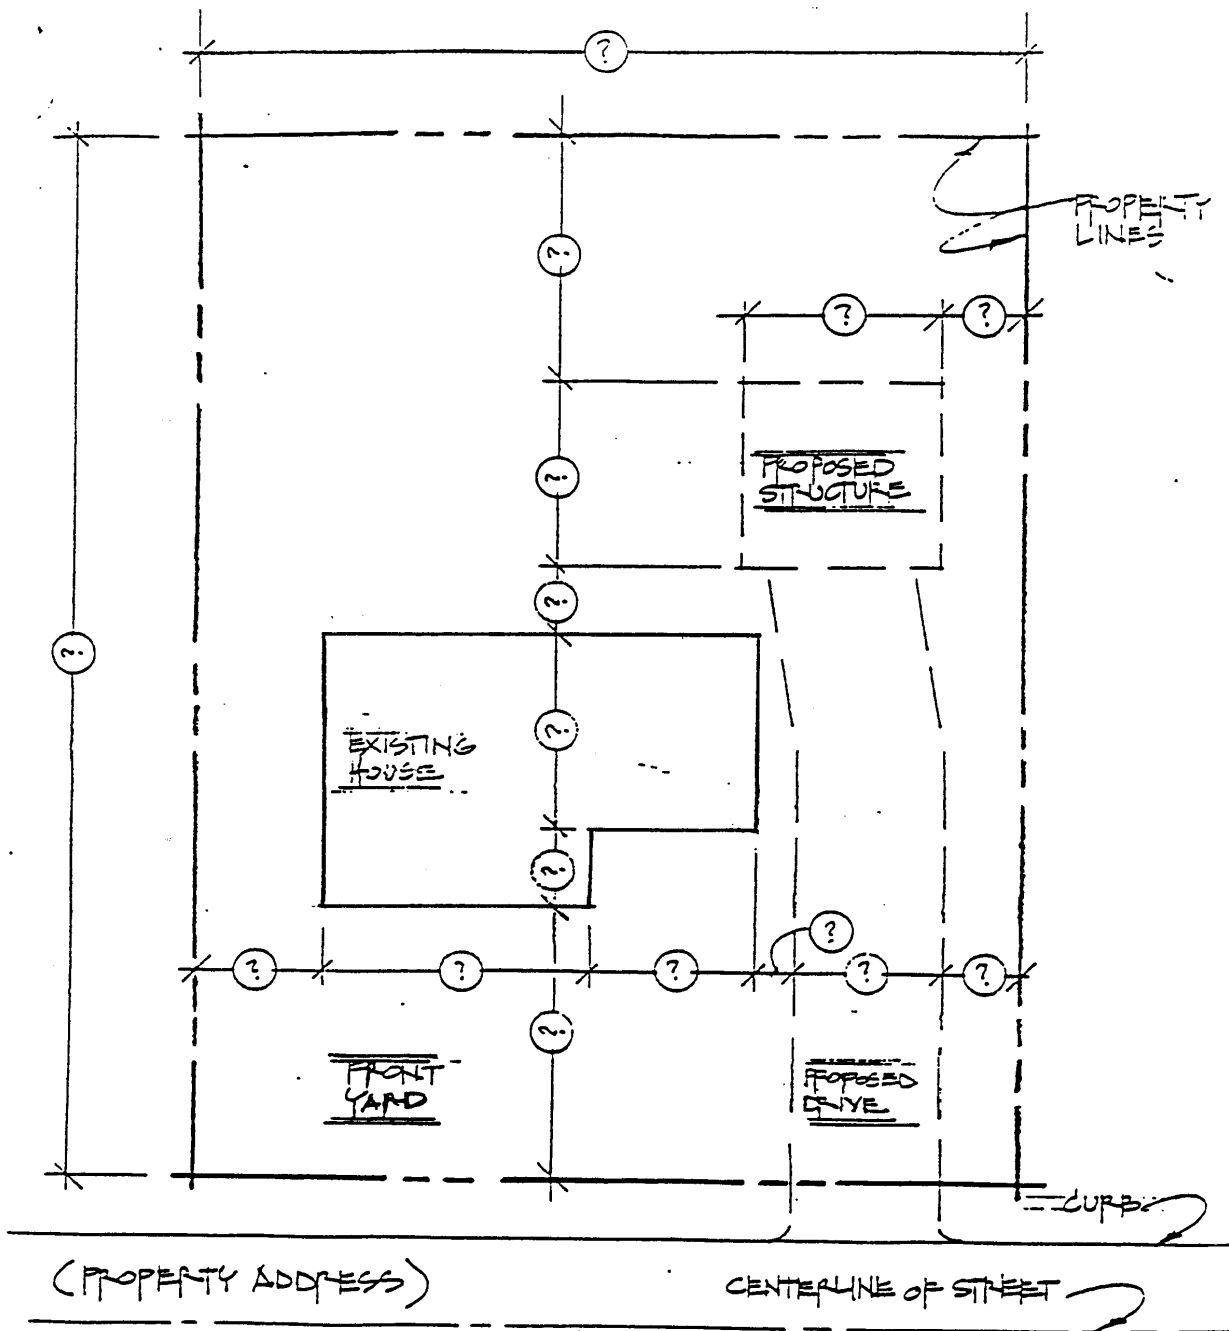 ?
PROPERTY
LINES
?
? ?
PROPOSED
STRUCTURE
?
?
?
EXISTING
HOUSE
?
?
?
? ? ? ? ?
?
FRONT
YARD
PROPOSED
DRIVE
CURB
(PROPERTY ADDRESS)
CENTERLINE OF STREET